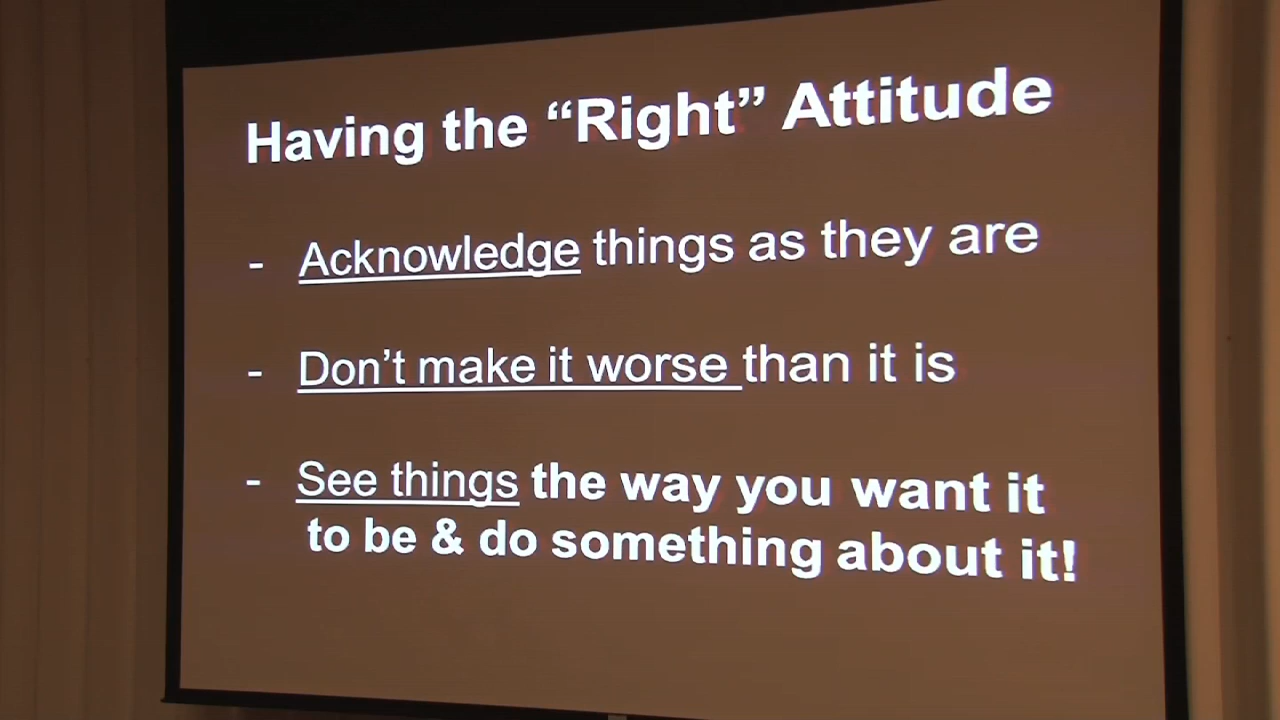 Having the “Right” Attitude
- Acknowledge things as they are
- Don’t make it worse than it is
- See things the way you want it
to be & do something about it!